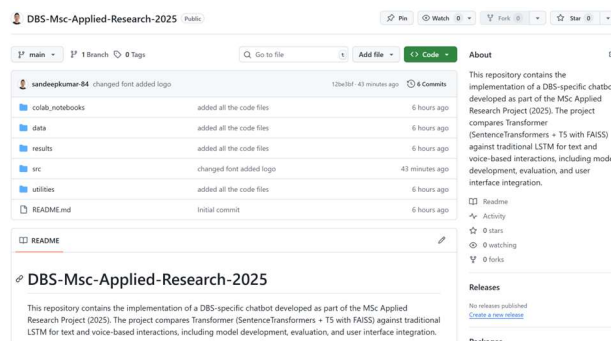 DBS-Msc-Applied-Research-2025 Public
Pin Watch 0 Fork 0 Star 0
main 1 Branch 0 Tags Go to file t Add file Code
sandeepkumar-84 changed font added logo 12be3bf · 43 minutes ago 6 Commits
colab_notebooks added all the code files 6 hours ago
data added all the code files 6 hours ago
results added all the code files 6 hours ago
src changed font added logo 43 minutes ago
utilities added all the code files 6 hours ago
README.md Initial commit 6 hours ago
README
DBS-Msc-Applied-Research-2025
This repository contains the implementation of a DBS-specific chatbot developed as part of the MSc Applied
Research Project (2025). The project compares Transformer (SentenceTransformers + T5 with FAISS) against traditional
LSTM for text and voice-based interactions, including model development, evaluation, and user interface integration.
About
This repository contains the
implementation of a DBS-specific chatbo
developed as part of the MSc Applied
Research Project (2025). The project
compares Transformer
(SentenceTransformers + T5 with FAISS)
against traditional LSTM for text and
voice-based interactions, including mode
development, evaluation, and user
interface integration.
Readme
Activity
0 stars
0 watching
0 forks
Releases
No releases published
Create a new release